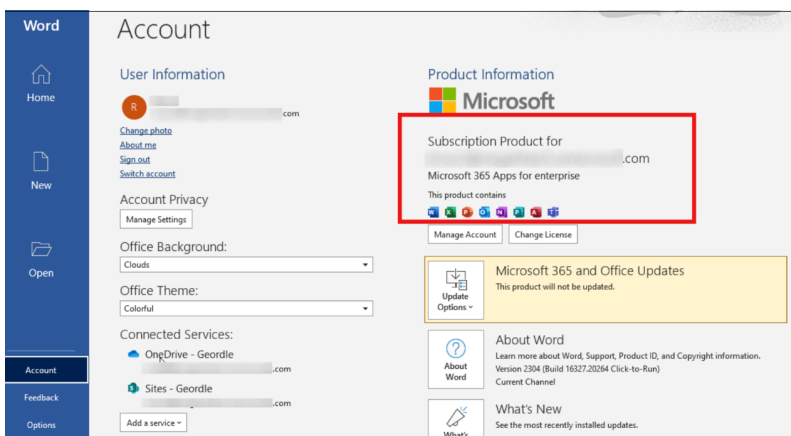 Word
Home
New
Open
Account
Feedback
Options
Account
User Information
R
com
Change photo
About me
Sign out
Switch account
Account Privacy
Manage Settings
Office Background:
Clouds
Office Theme:
Colorful
Connected Services:
OneDrive - Geordle
.com
Sites - Geordle
.com
Add a service
Product Information
Microsoft
Subscription Product for
.com
Microsoft 365 Apps for enterprise
This product contains
Manage Account
Change License
Update
Options
Microsoft 365 and Office Updates
This product will not be updated.
About
Word
About Word
Learn more about Word, Support, Product ID, and Copyright information.
Version 2304 (Build 16327.20264 Click-to-Run)
Current Channel
What's
What's New
See the most recently installed updates.